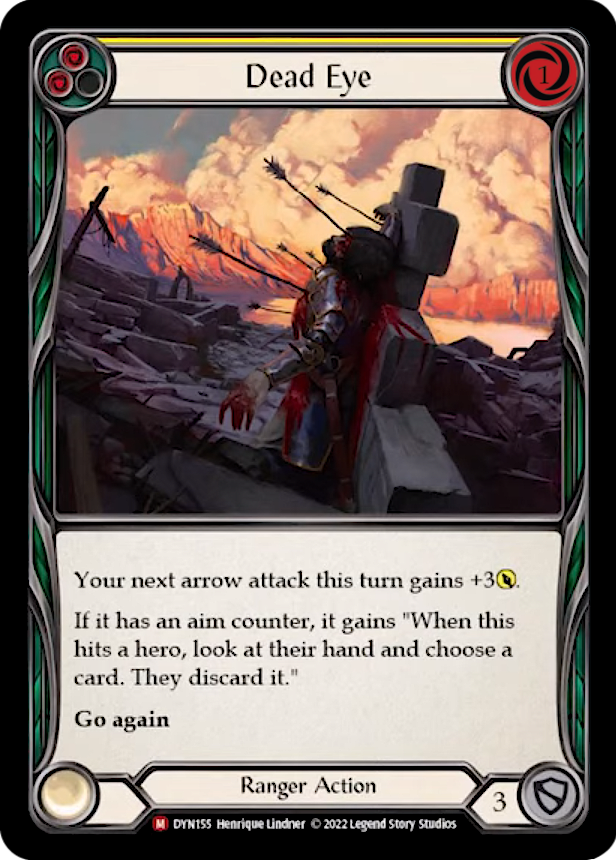 Dead Eye
1
Your next arrow attack this turn gains +3.
If it has an aim counter, it gains "When this
hits a hero, look at their hand and choose a
card. They discard it."
Go again
Ranger Action
3
M DYN155 Henrique Lindner © 2022 Legend Story Studios